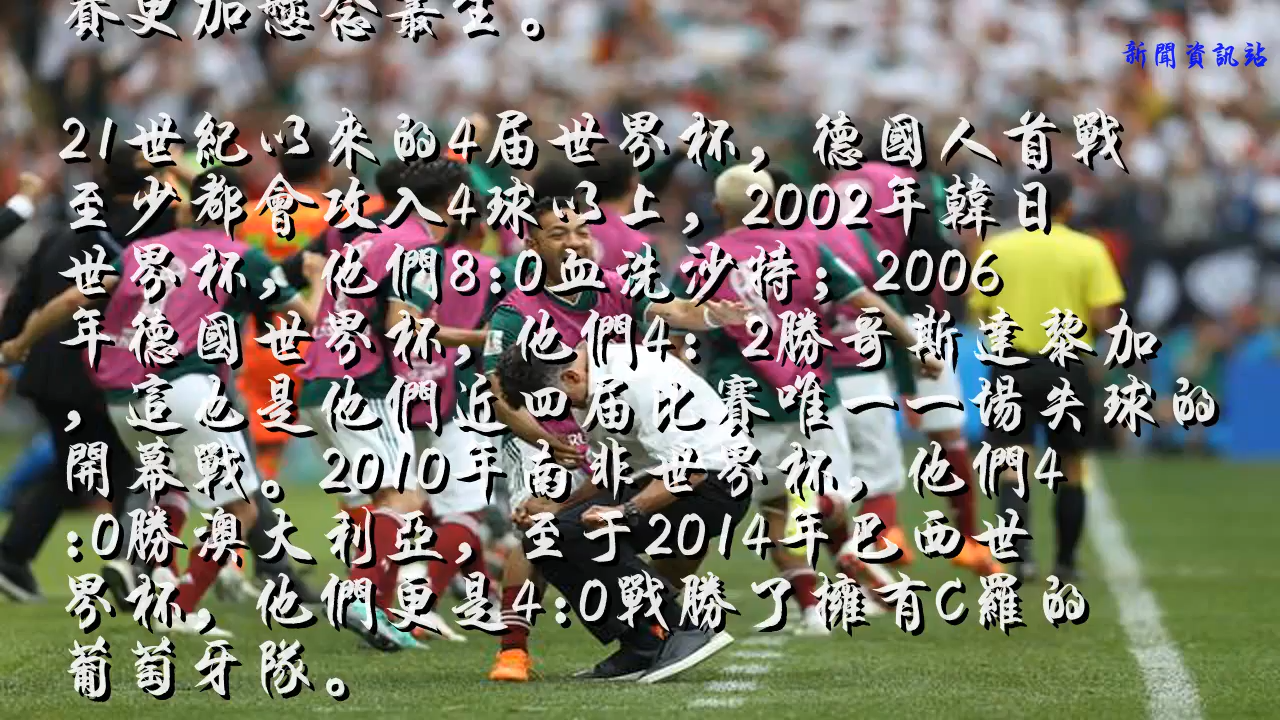 賽更加懸念叢生。
新聞資訊站
21世紀以來的4届世界杯，德國人首戰
至少都會攻入4球以上，2002年韓日
世界杯，他們8:0血洗沙特；2006
年德國世界杯，他們4：2勝哥斯達黎加
，這也是他們近四届比賽唯一一場失球的
開幕戰。2010年南非世界杯，他們4
:0勝澳大利亞，至于2014年巴西世
界杯，他們更是4:0戰勝了擁有C羅的
葡萄牙隊。